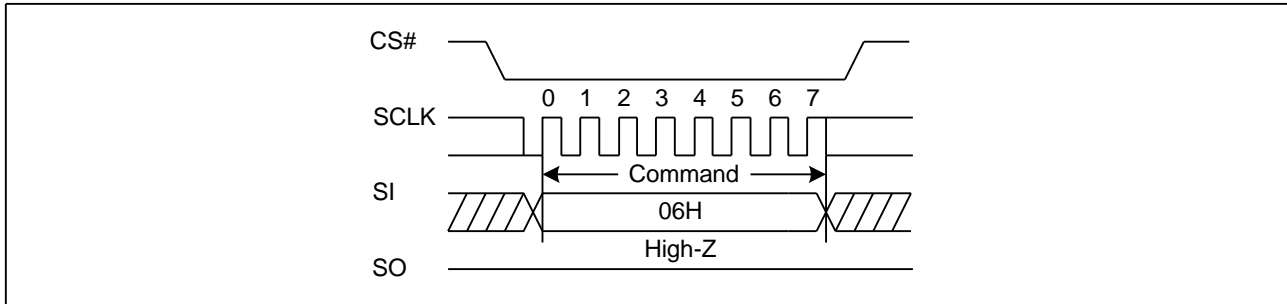 CS#
0 1 2 3 4 5 6 7
SCLK
Command
SI
06H
High-Z
SO